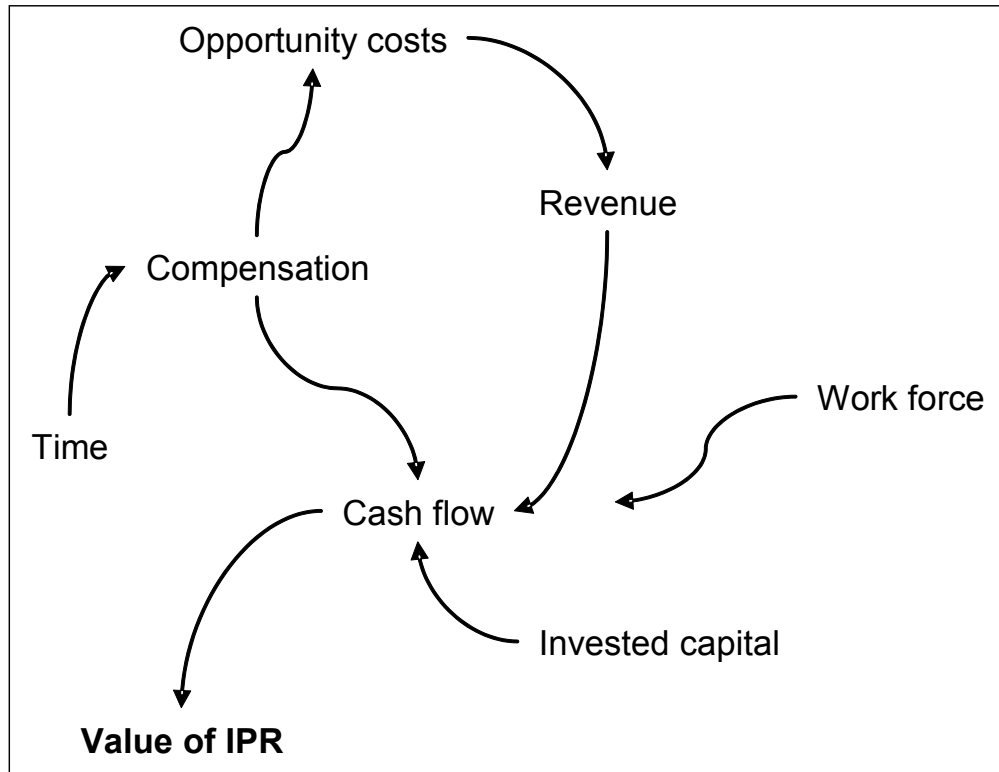 Opportunity costs
Revenue
Compensation
Work force
Time
Cash flow
Invested capital
Value of IPR